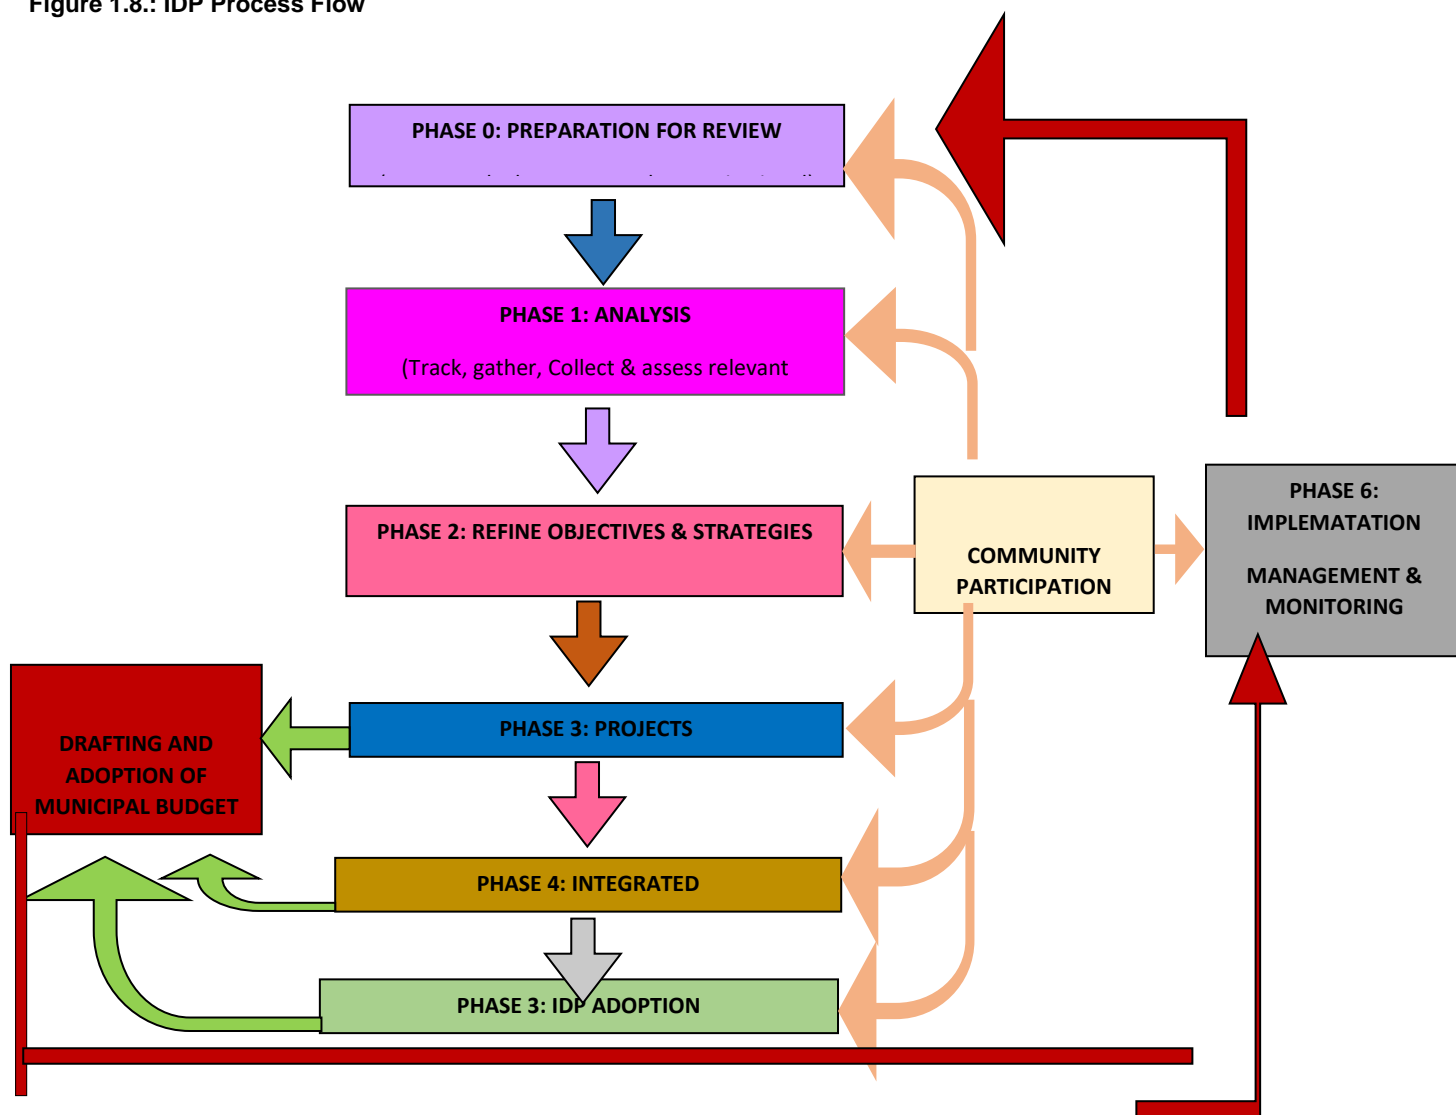 Figure 1.8.: IDP Process Flow
PHASE 0: PREPARATION FOR REVIEW
PHASE 1: ANALYSIS
(Track, gather, Collect & assess relevant
PHASE 2: REFINE OBJECTIVES & STRATEGIES
COMMUNITY
PARTICIPATION
PHASE 6:
IMPLEMATATION
MANAGEMENT &
MONITORING
DRAFTING AND
ADOPTION OF
MUNICIPAL BUDGET
PHASE 3: PROJECTS
PHASE 4: INTEGRATED
PHASE 3: IDP ADOPTION